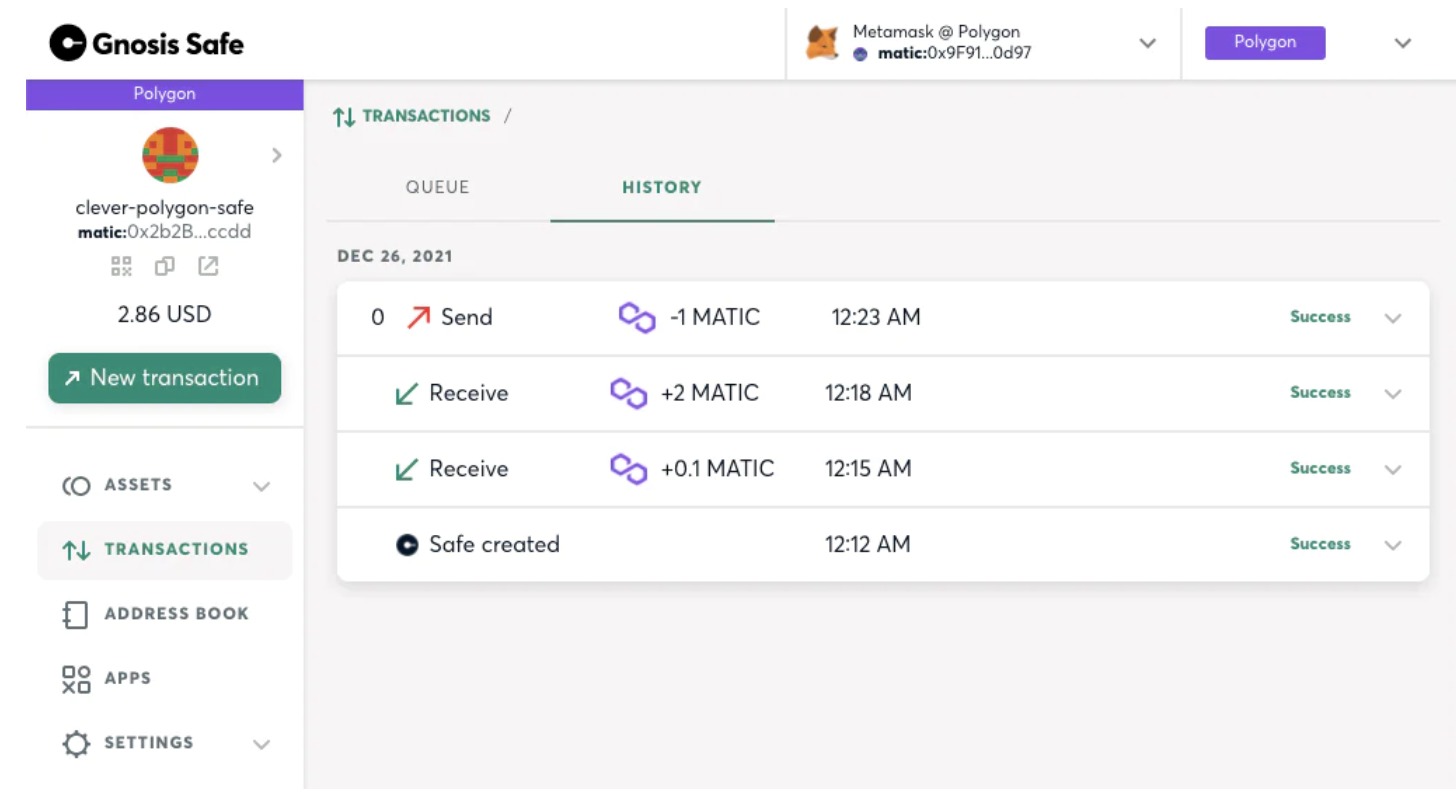 Gnosis Safe
Metamask @ Polygon
matic:0x9F91...0d97
Polygon
Polygon
clever-polygon-safe
matic:0x2b2B...ccdd
2.86 USD
New transaction
ASSETS
TRANSACTIONS
ADDRESS BOOK
APPS
SETTINGS
TRANSACTIONS /
QUEUE HISTORY
DEC 26, 2021
0 Send -1 MATIC 12:23 AM Success
Receive +2 MATIC 12:18 AM Success
Receive +0.1 MATIC 12:15 AM Success
Safe created 12:12 AM Success